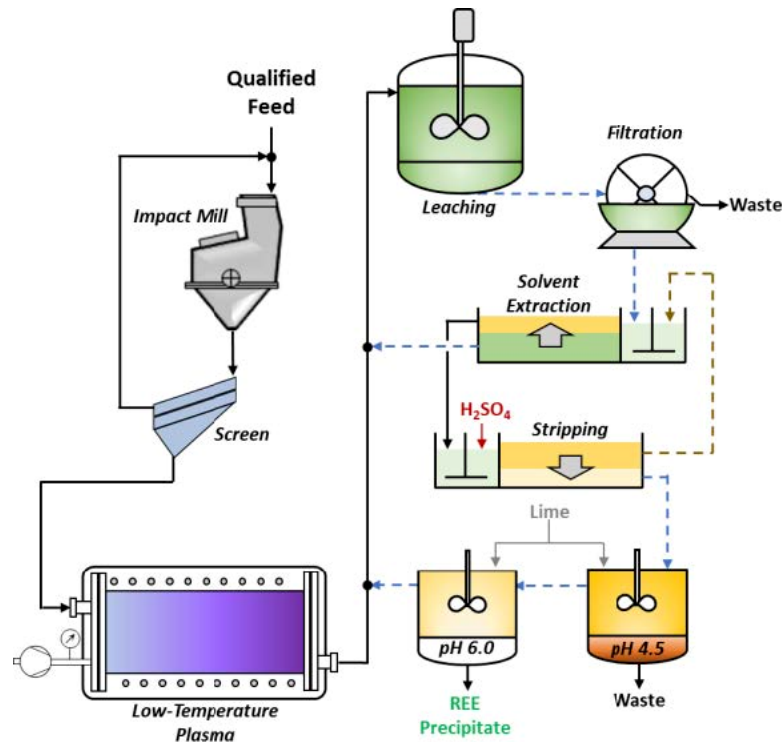 Qualified
Feed
Impact Mill
Screen
Low-Temperature
Plasma
Leaching
Filtration
Waste
Solvent
Extraction
H₂SO₄
Stripping
Lime
pH 6.0
pH 4.5
REE
Precipitate
Waste